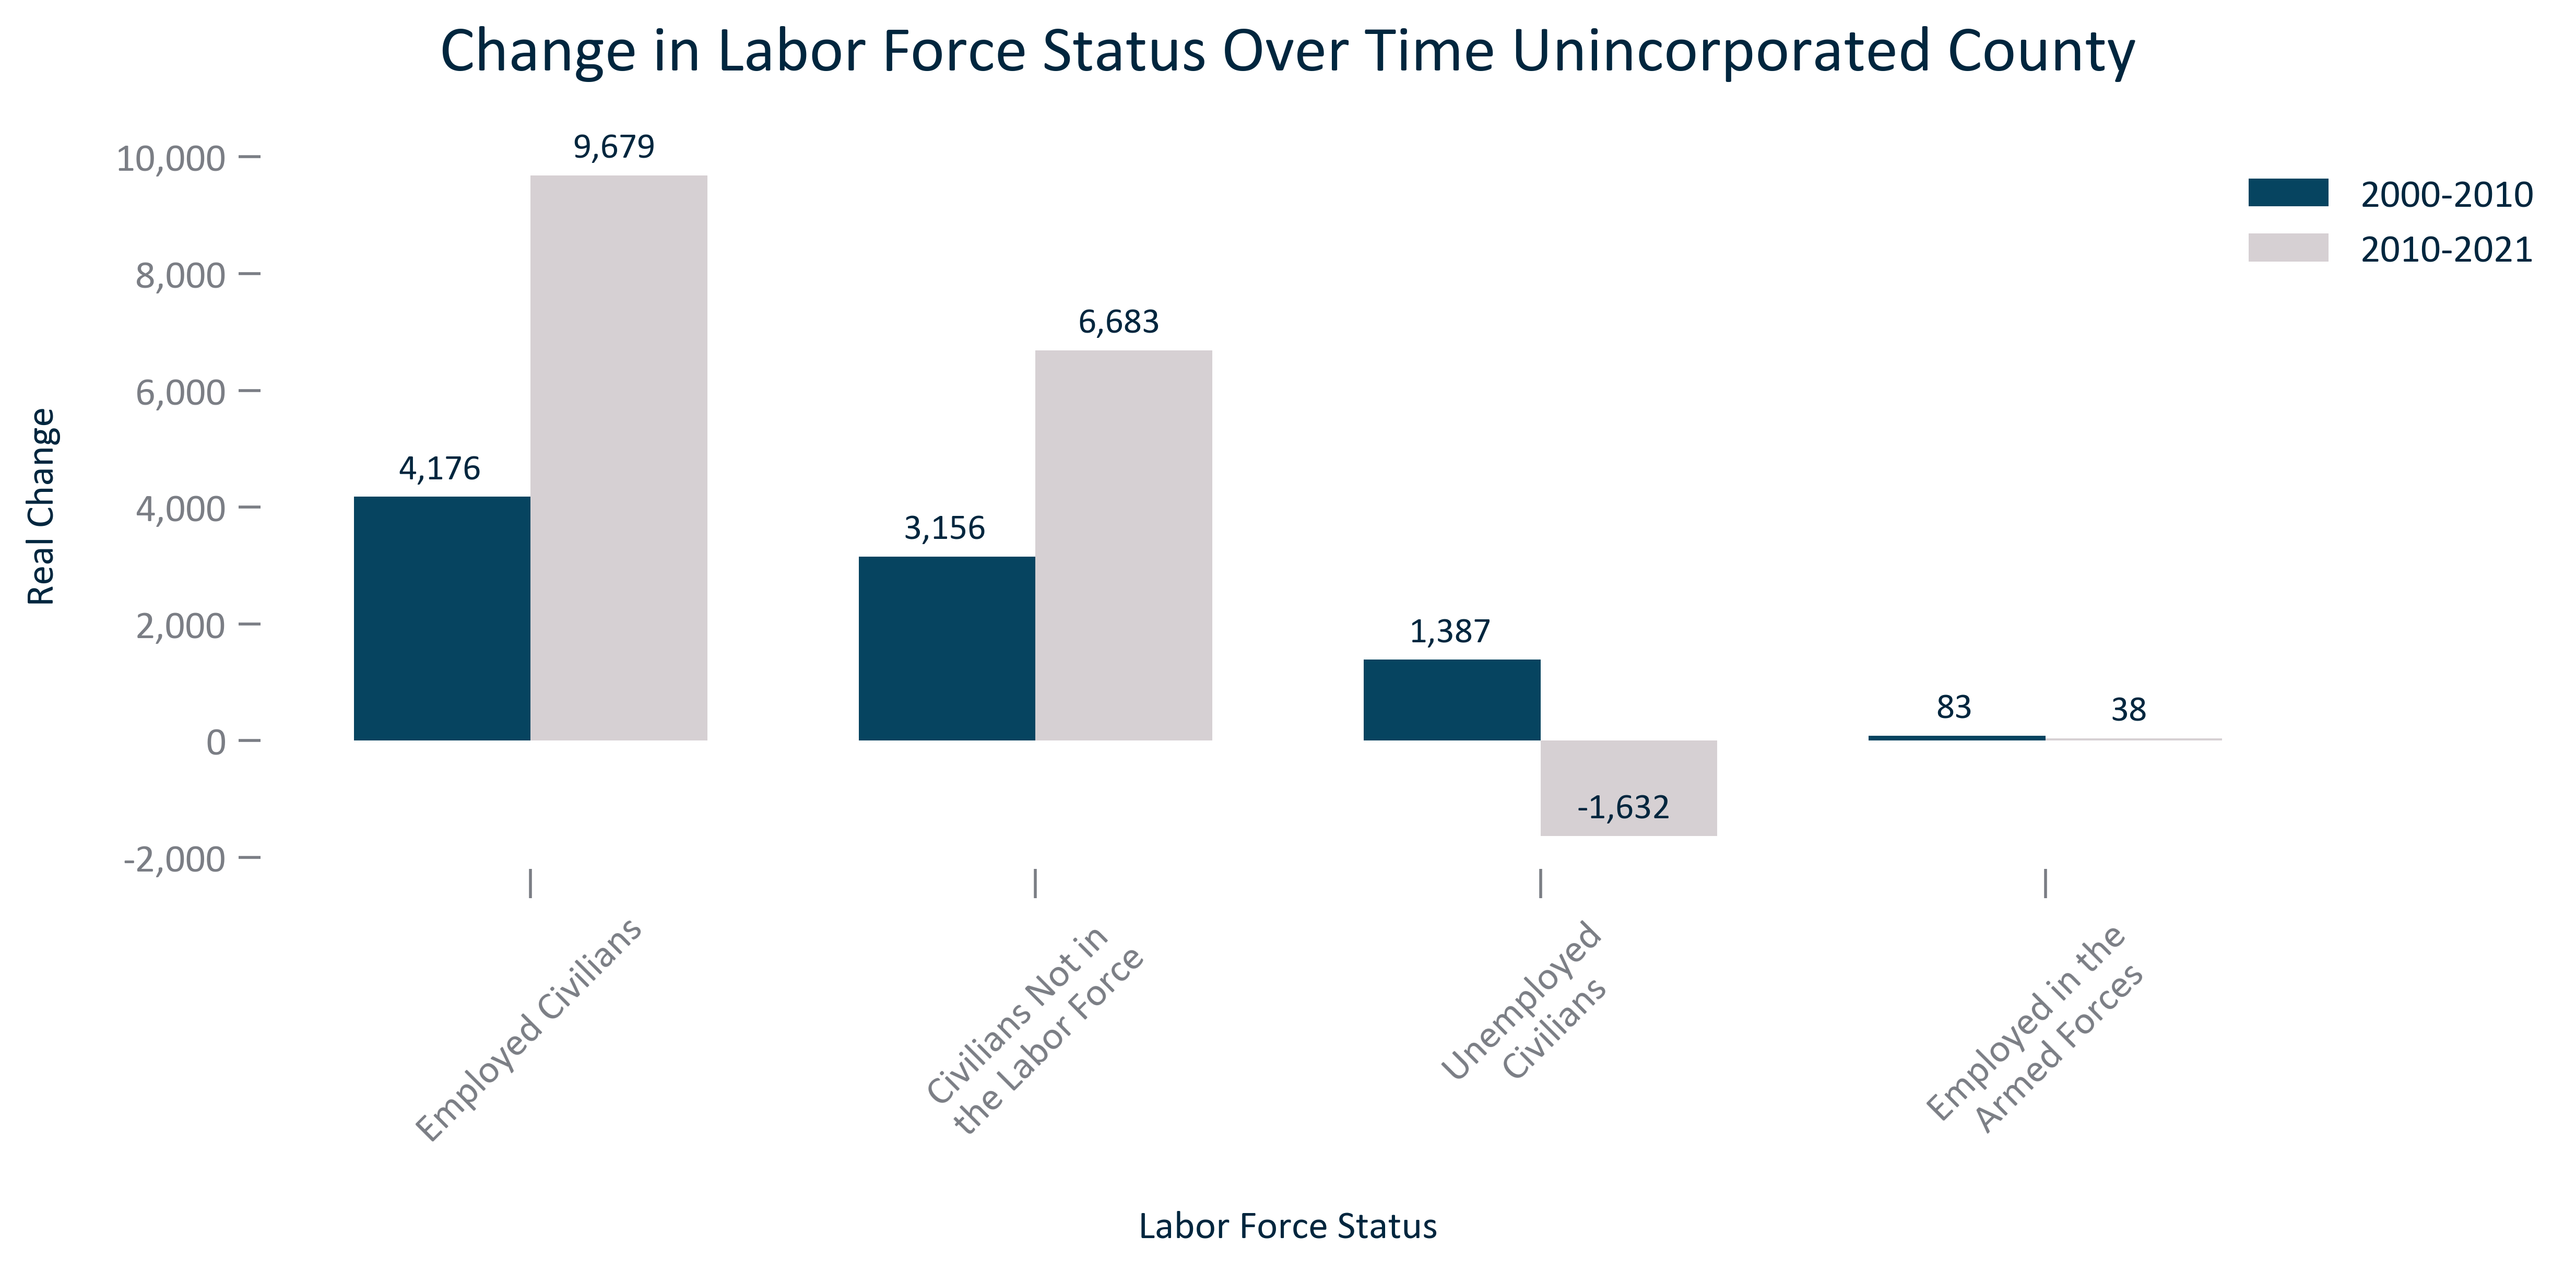 Change in Labor Force Status Over Time Unincorporated County
10,000
8,000
6,000
4,000
2,000
0
-2,000
Real Change
9,679
4,176
6,683
3,156
1,387
-1,632
83
38
2000-2010
2010-2021
Employed Civilians
Civilians Not in
the Labor Force
Unemployed
Civilians
Employed in the
Armed Forces
Labor Force Status